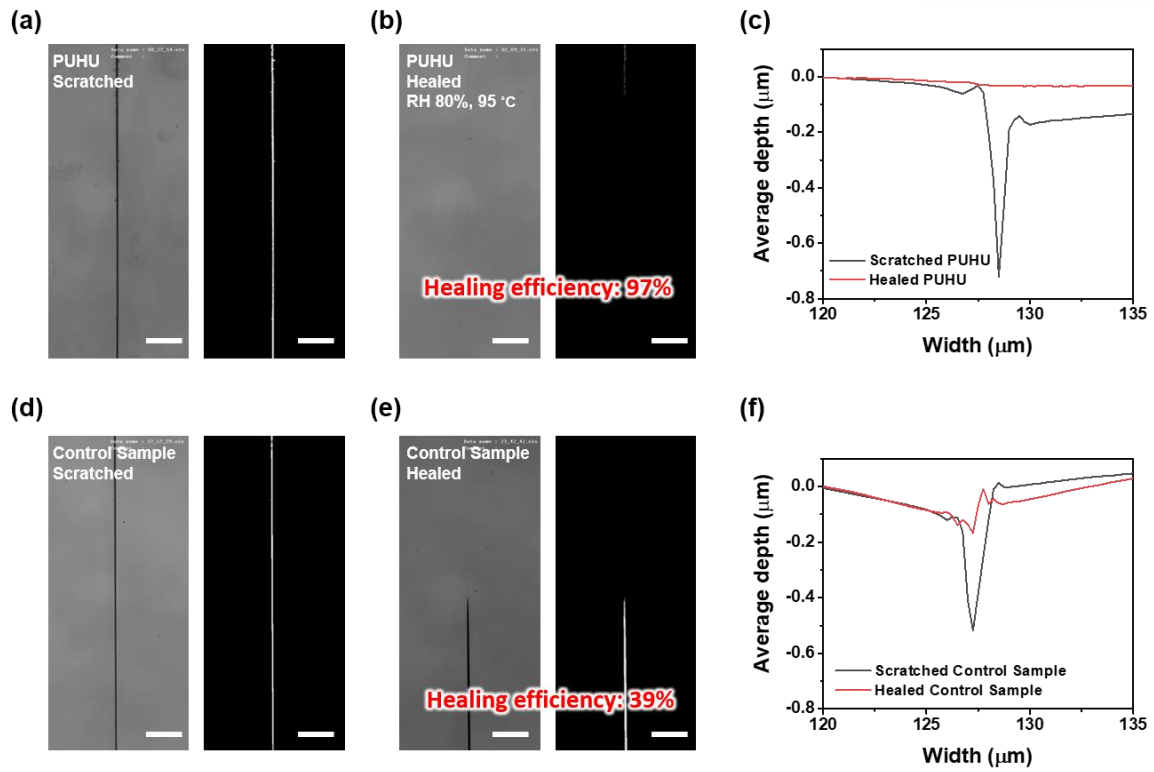 (a)
PUHU
Scratched
(b)
PUHU
Healed
RH 80%, 95 °C
Healing efficiency: 97%
(c)
0.0
-0.2
-0.4
-0.6
-0.8
Average depth (μm)
Scratched PUHU
Healed PUHU
120
125
130
135
Width (μm)
(d)
Control Sample
Scratched
(e)
Control Sample
Healed
Healing efficiency: 39%
(f)
0.0
-0.2
-0.4
-0.6
-0.8
Average depth (μm)
Scratched Control Sample
Healed Control Sample
120
125
130
135
Width (μm)